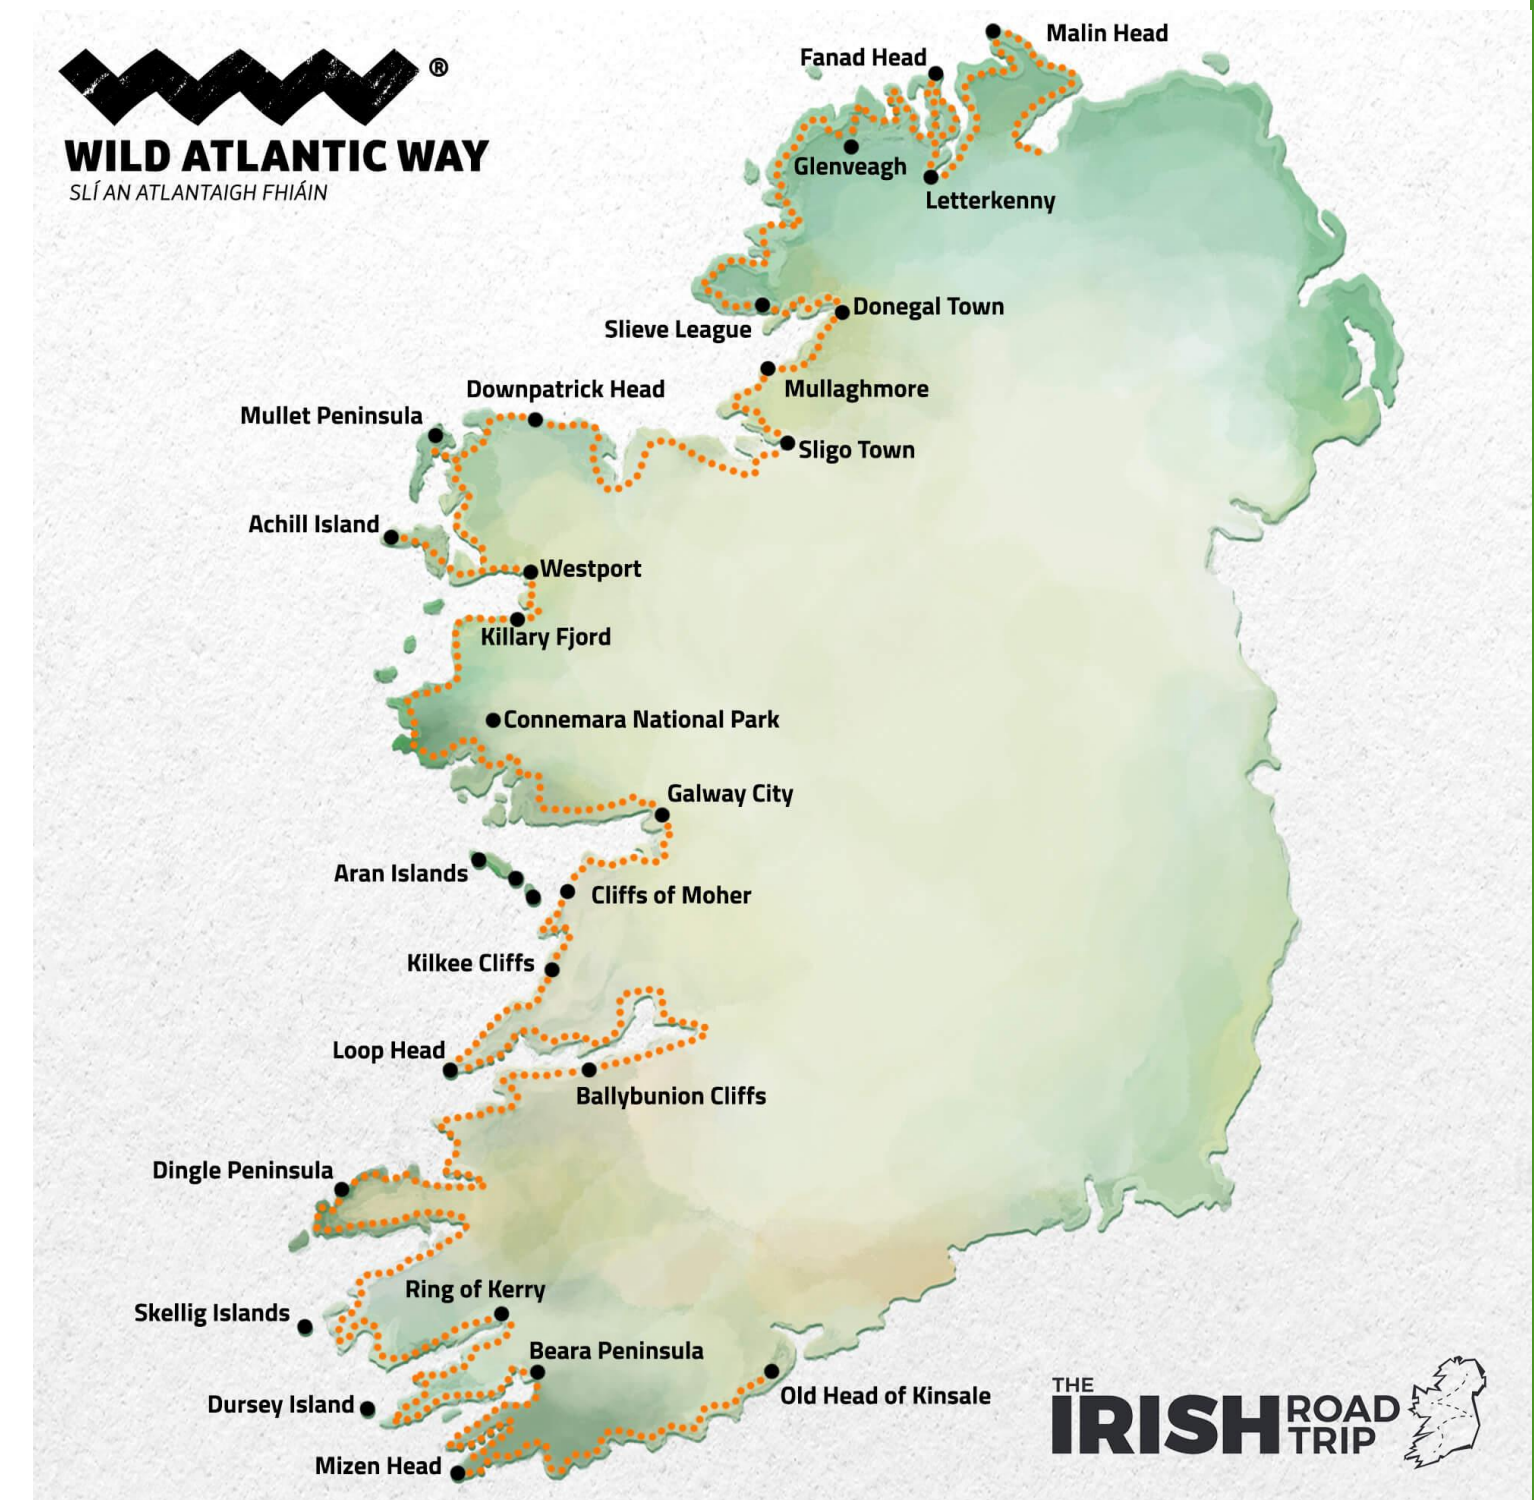 ®
WILD ATLANTIC WAY
SLÍ AN ATLANTAIGH FHIÁIN
Malin Head
Fanad Head
Glenveagh
Letterkenny
Donegal Town
Slieve League
Mullaghmore
Downpatrick Head
Mullet Peninsula
Sligo Town
Achill Island
Westport
Killary Fjord
Connemara National Park
Galway City
Aran Islands
Cliffs of Moher
Kilkee Cliffs
Loop Head
Ballybunion Cliffs
Dingle Peninsula
Ring of Kerry
Skellig Islands
Beara Peninsula
Old Head of Kinsale
Dursey Island
Mizen Head
THE
IRISH ROAD
TRIP